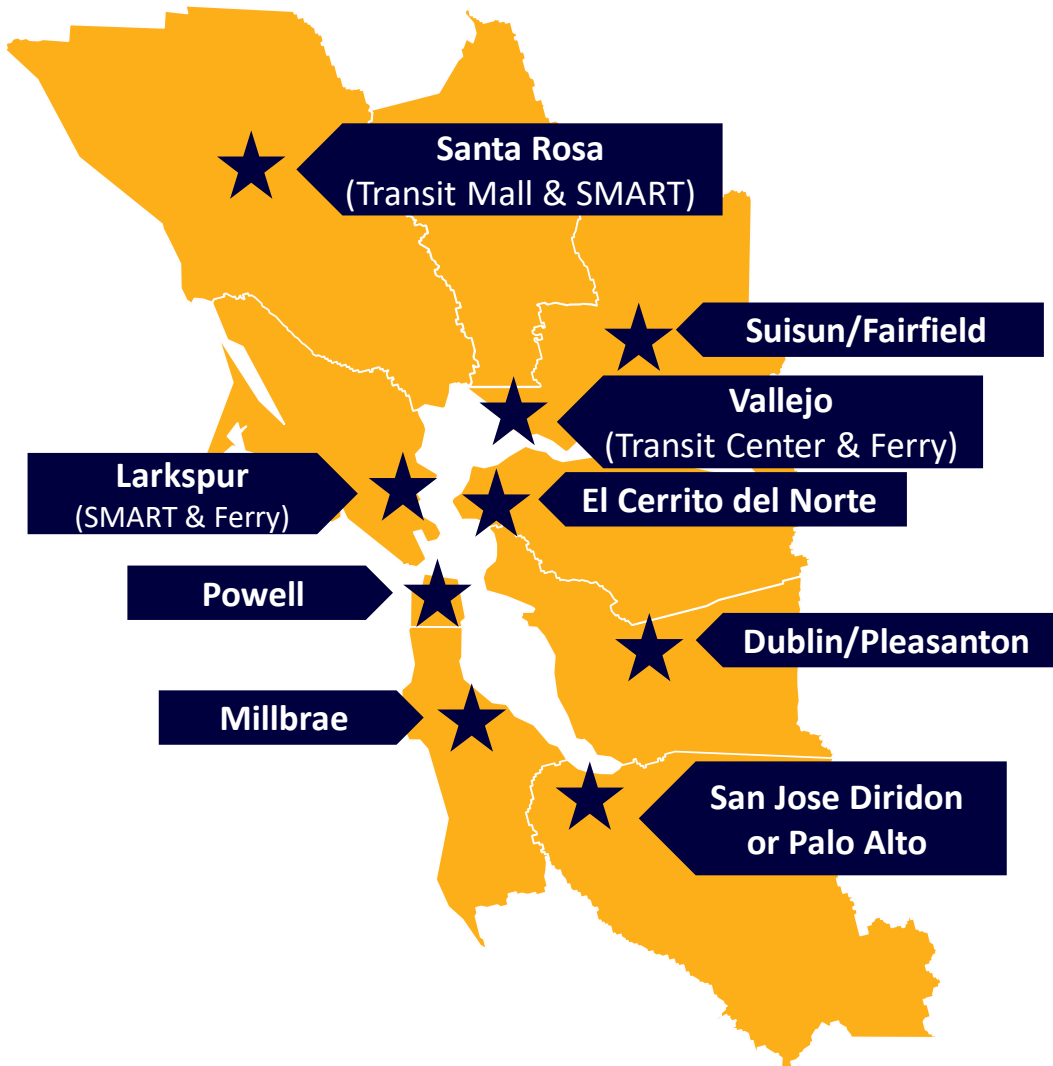 Santa Rosa
(Transit Mall & SMART)
Suisun/Fairfield
Vallejo
(Transit Center & Ferry)
Larkspur
(SMART & Ferry)
El Cerrito del Norte
Powell
Dublin/Pleasanton
Millbrae
San Jose Diridon
or Palo Alto